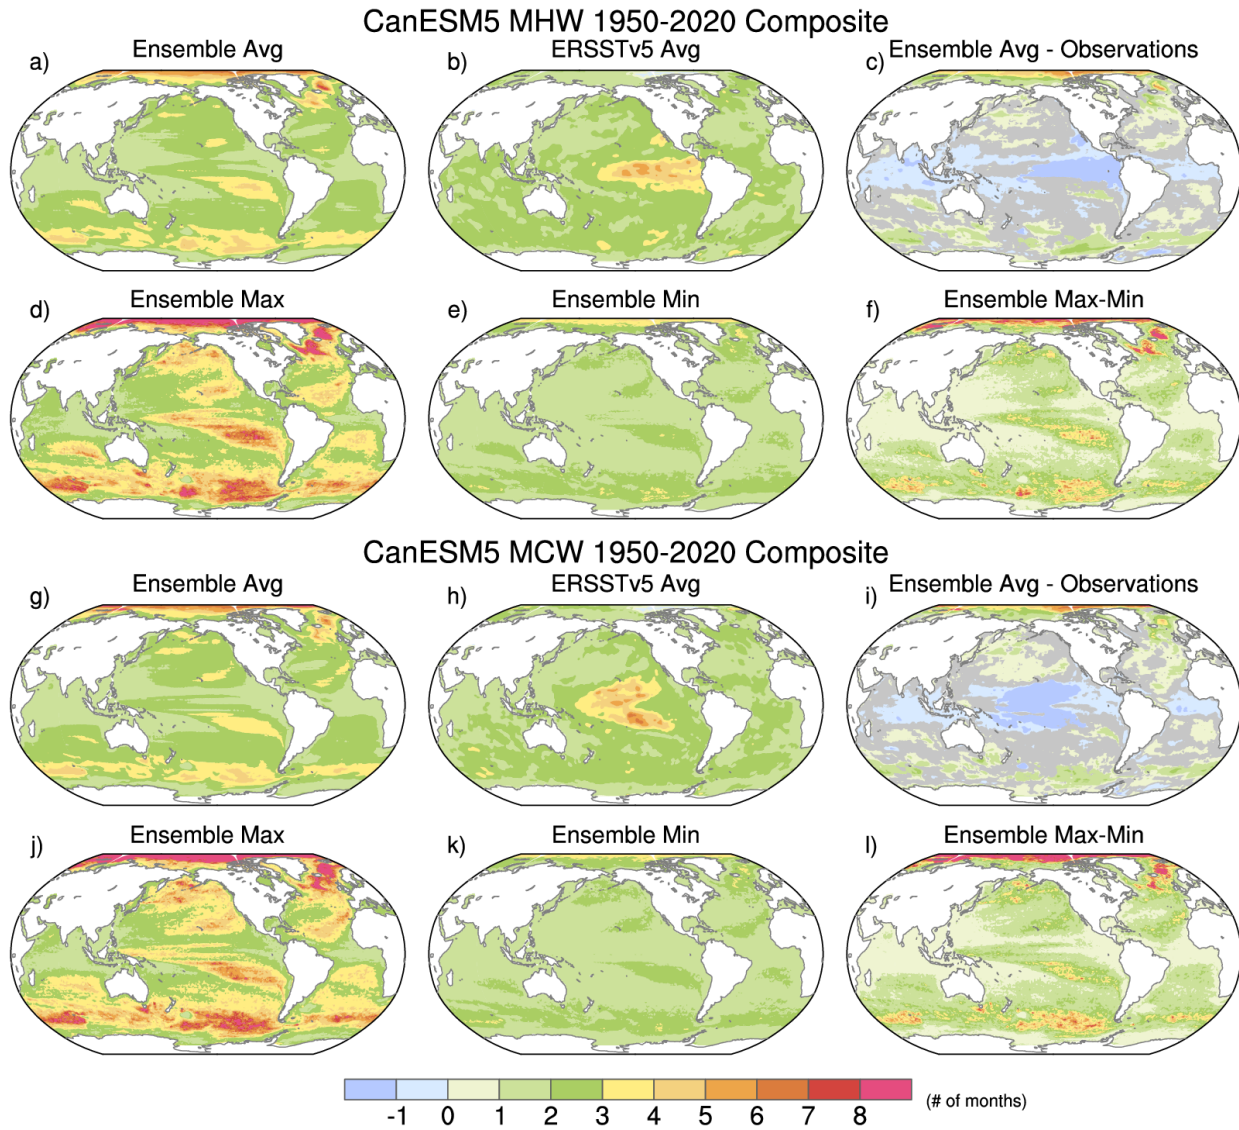 CanESM5 MHW 1950-2020 Composite
a) Ensemble Avg
b) ERSSTv5 Avg
c) Ensemble Avg - Observations
d) Ensemble Max
e) Ensemble Min
f) Ensemble Max-Min
CanESM5 MCW 1950-2020 Composite
g) Ensemble Avg
h) ERSSTv5 Avg
i) Ensemble Avg - Observations
j) Ensemble Max
k) Ensemble Min
l) Ensemble Max-Min
-1 0 1 2 3 4 5 6 7 8 (# of months)